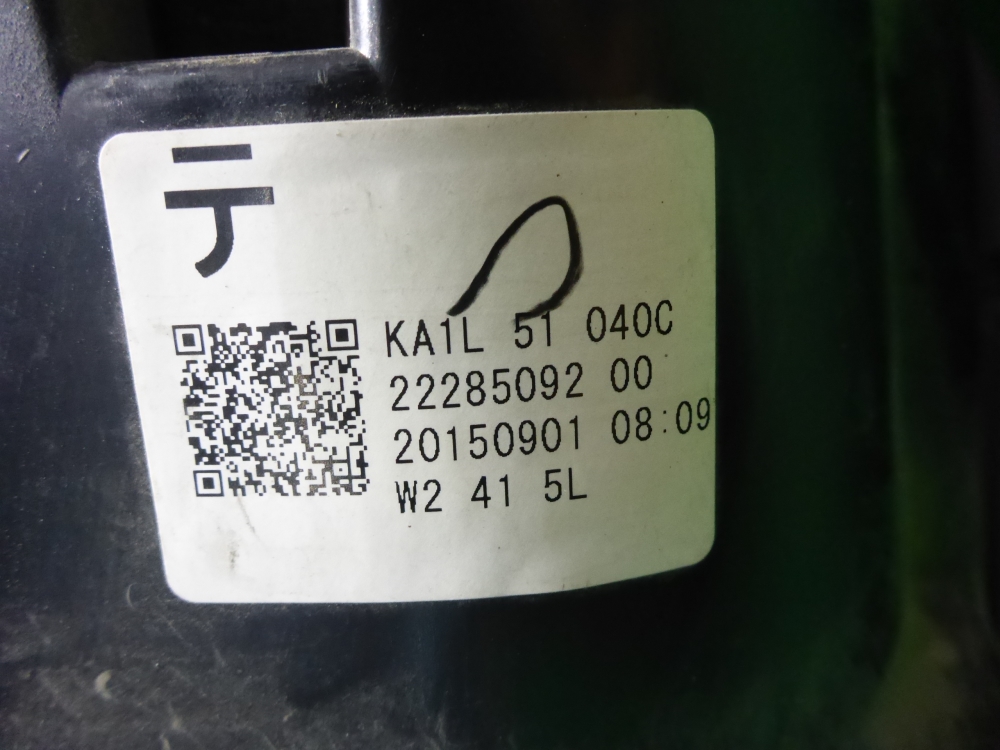 テ
KA1L 51 040C
22285092 00
20150901 08:09
W2 41 5L